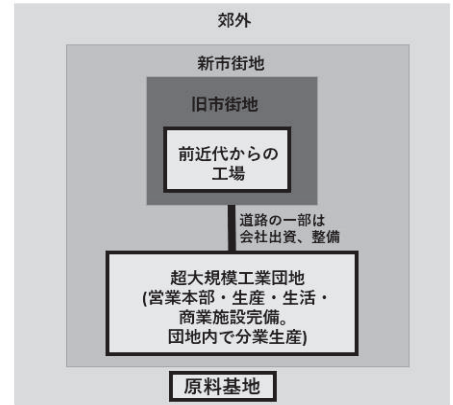 郊外
新市街地
旧市街地
前近代からの
工場
道路の一部は
会社出資、整備
超大規模工業団地
(営業本部・生産・生活・
商業施設完備。
団地内で分業生産)
原料基地